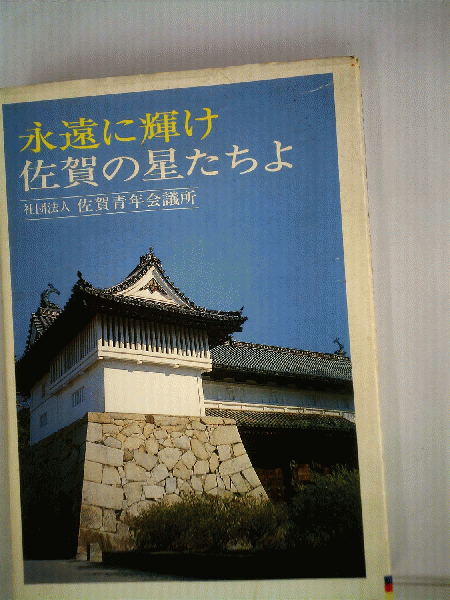 永遠に輝け
佐賀の星たちよ
社団法人 佐賀青年会議所